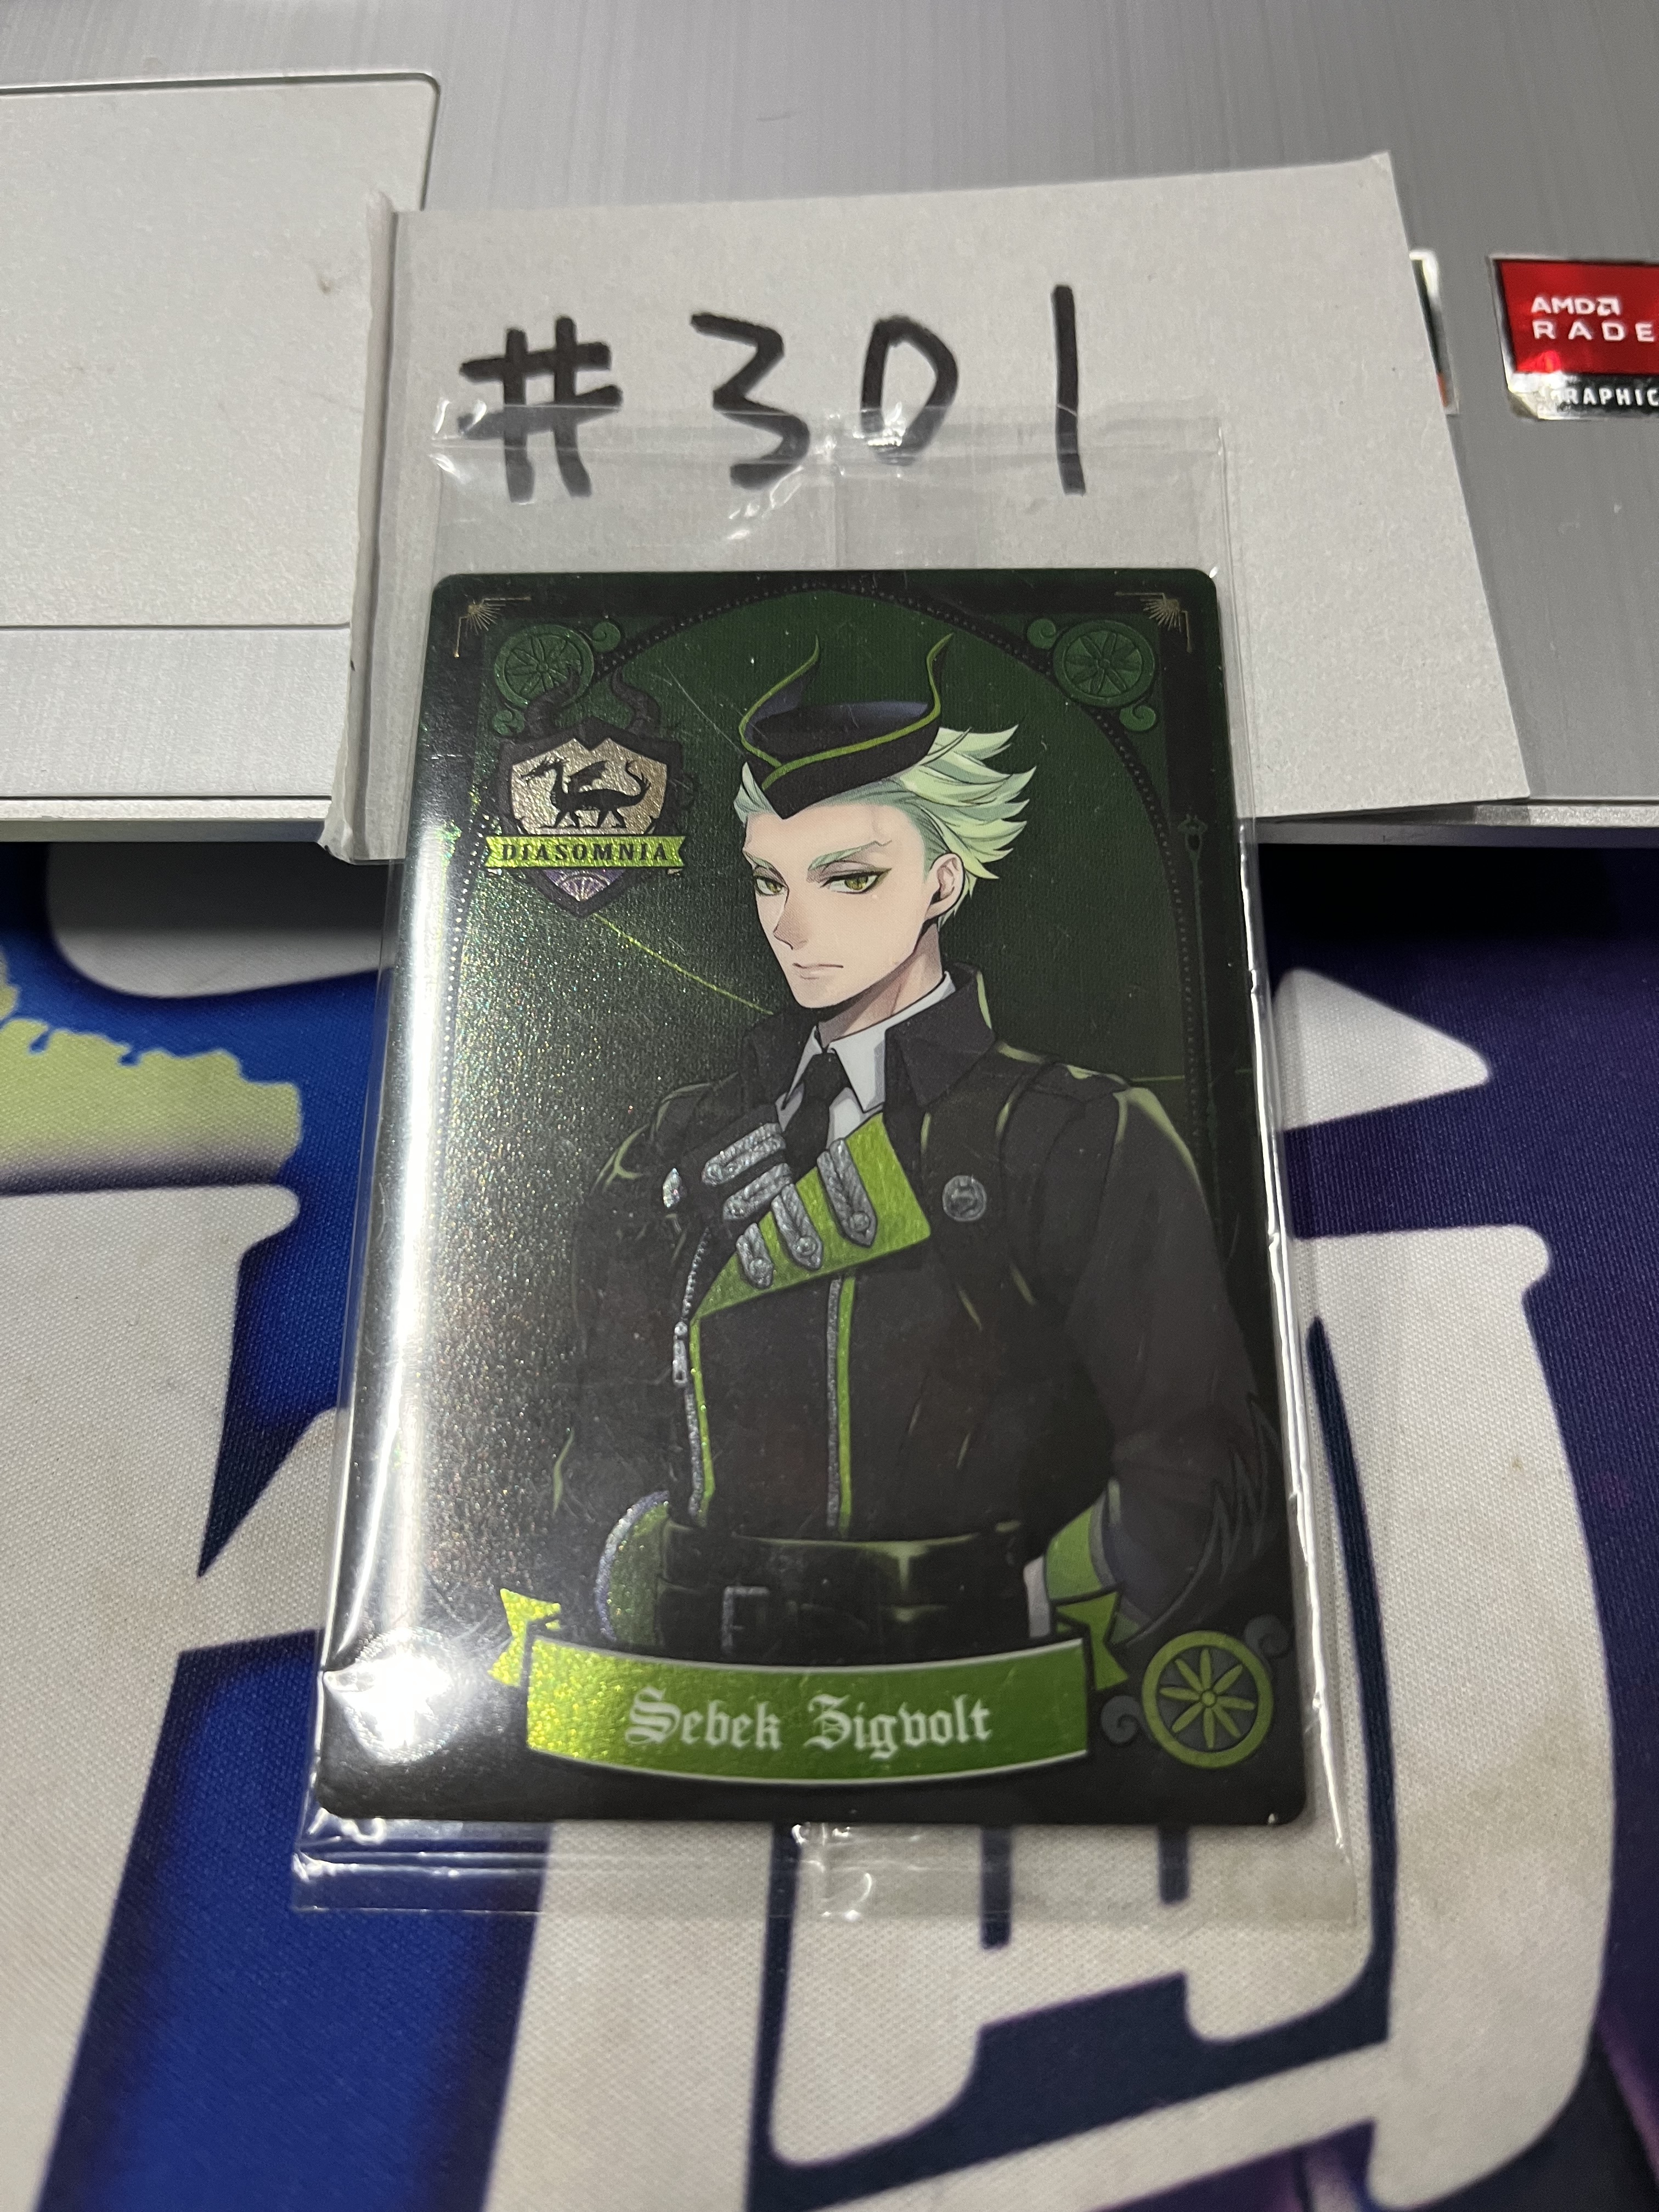 #301
AMD
RADE
GRAPHIC
DIASOMNIA
Sebek Zigvolt